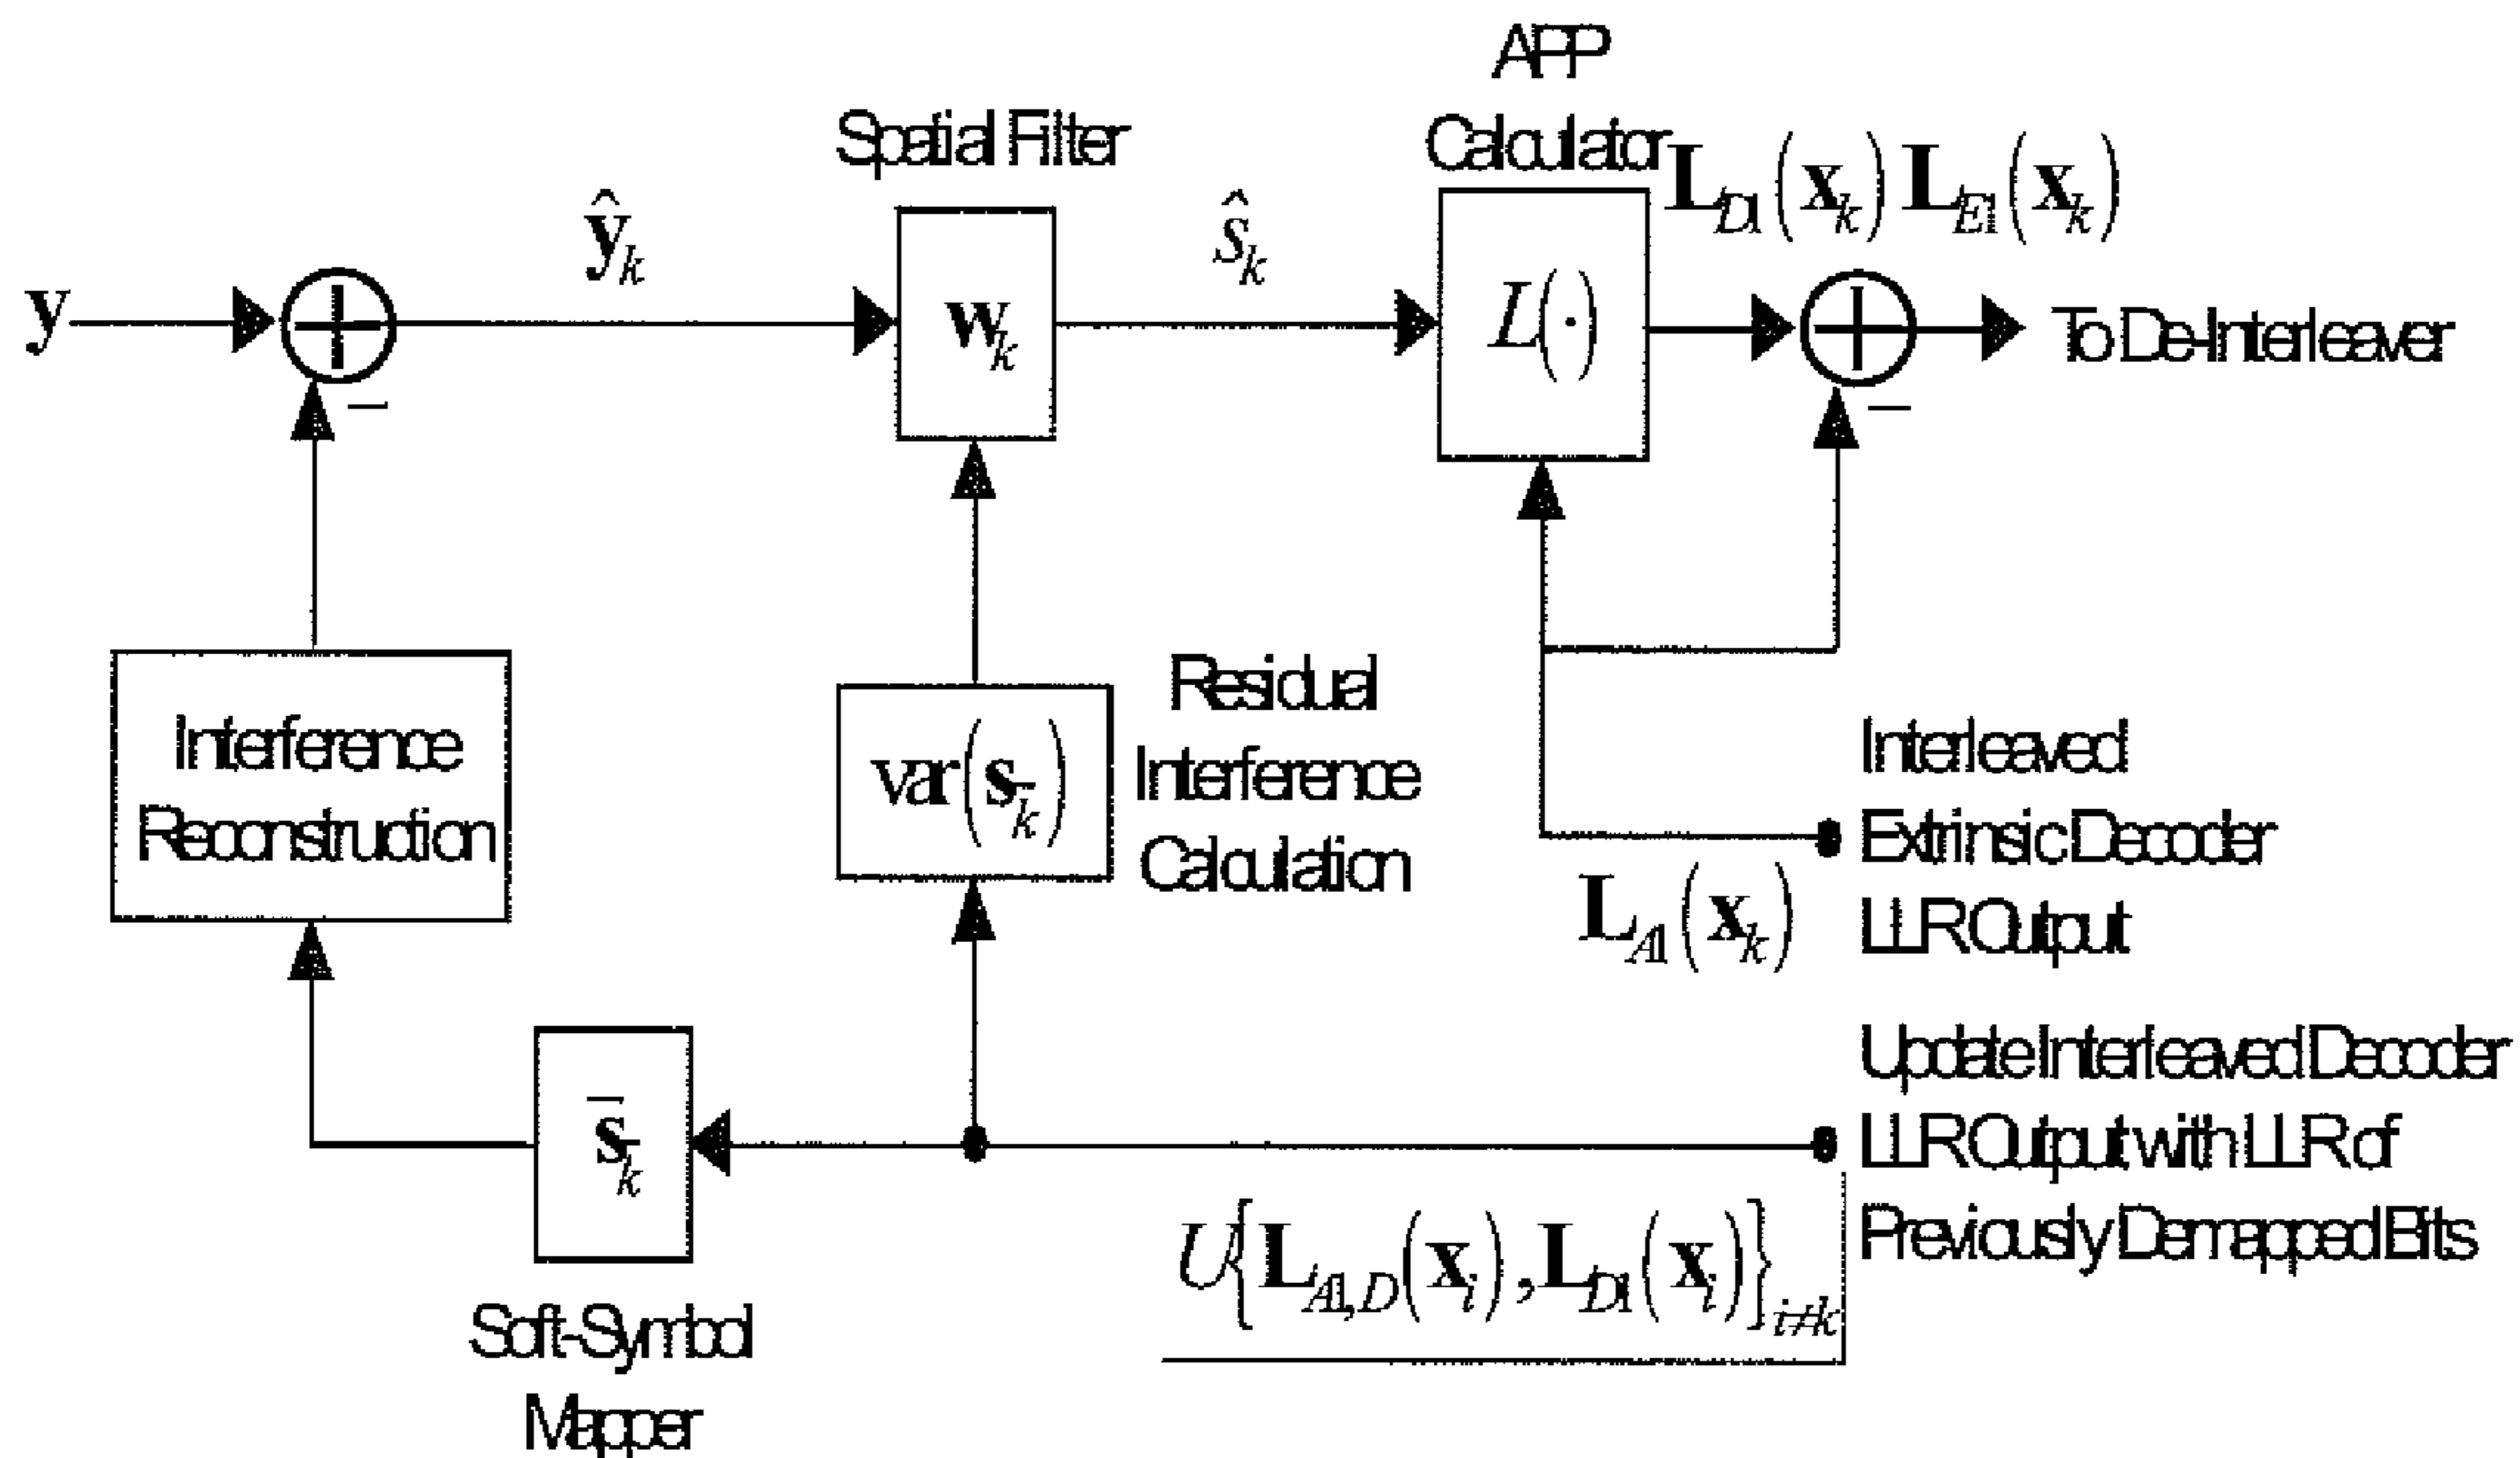 APP
Calculator
Spatial Filter
L_{D1}(x_k) L_{E1}(x_k)
ŷ_k
ŝ_k
y
w_k
L(·)
To De-Interleaver
−
−
Interference
Reconstruction
var(s_{k̄})
Residual
Interference
Calculation
Interleaved
Extrinsic Decoder
LLR Output
L_{A1}(x_k)
s̄_{k̄}
Update Interleaved Decoder
LLR Output with LLR of
Previously Demapped Bits
U{L_{A1,D}(x_i), L_{D1}(x_i)}_{i≠k}
Soft-Symbol
Mapper